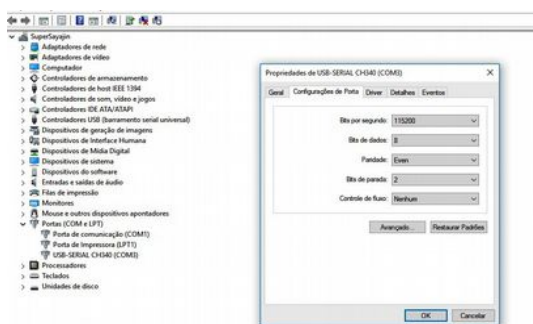 SuperSayajin
Adaptadores de rede
Adaptadores de vídeo
Computador
Controladores de armazenamento
Controladores de host IEEE 1394
Controladores de som, vídeo e jogos
Controladores IDE ATA/ATAPI
Controladores USB (barramento serial universal)
Dispositivos de geração de imagens
Dispositivos de Interface Humana
Dispositivos de Mídia Digital
Dispositivos de sistema
Dispositivos do software
Entradas e saídas de áudio
Filas de impressão
Monitores
Mouse e outros dispositivos apontadores
Portas (COM e LPT)
Porta de comunicação (COM1)
Porta de Impressora (LPT1)
USB-SERIAL CH340 (COM3)
Processadores
Teclados
Unidades de disco
Propriedades de USB-SERIAL CH340 (COM3)
Geral Configurações de Porta Driver Detalhes Eventos
Bits por segundo: 115200
Bits de dados: 8
Paridade: Even
Bits de parada: 2
Controle de fluxo: Nenhum
Avançado... Restaurar Padrões
OK Cancelar